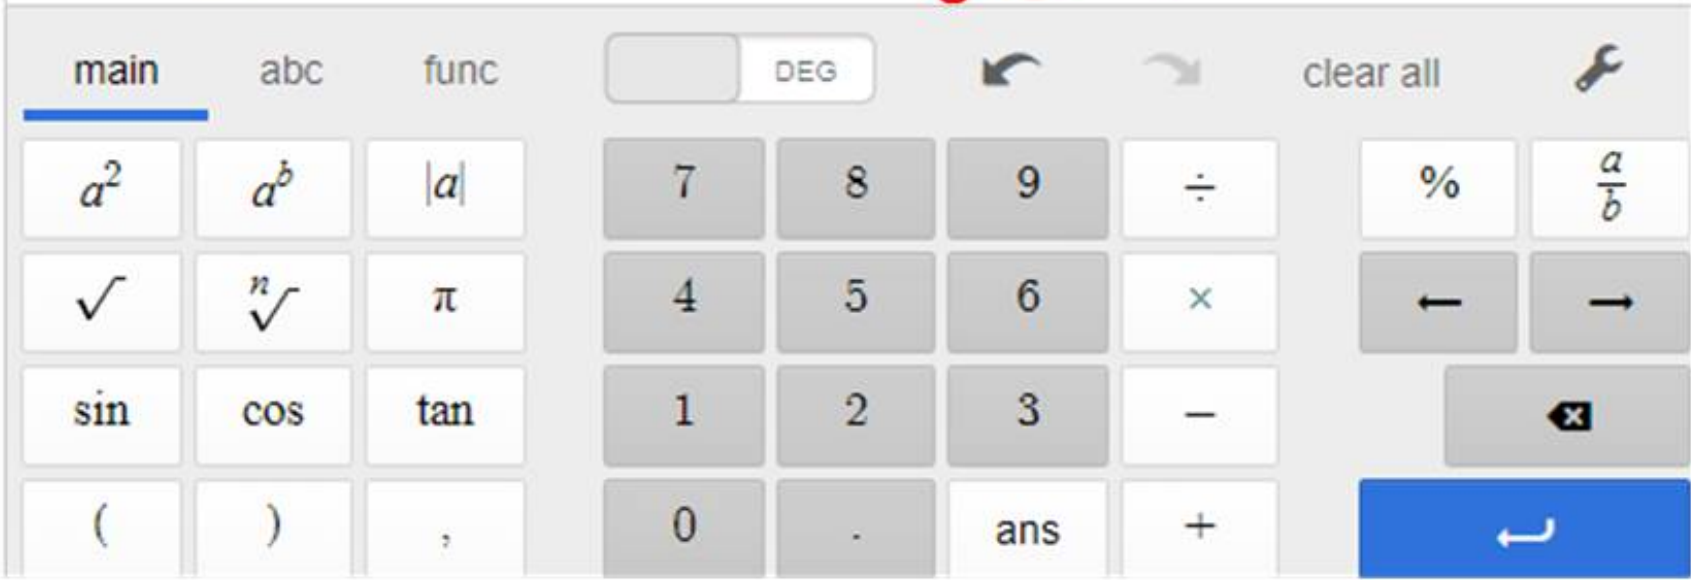 main abc func DEG clear all
a² aᵇ |a| 7 8 9 ÷ % a/b
√ ⁿ√ π 4 5 6 × ← →
sin cos tan 1 2 3 −
( ) , 0 . ans +